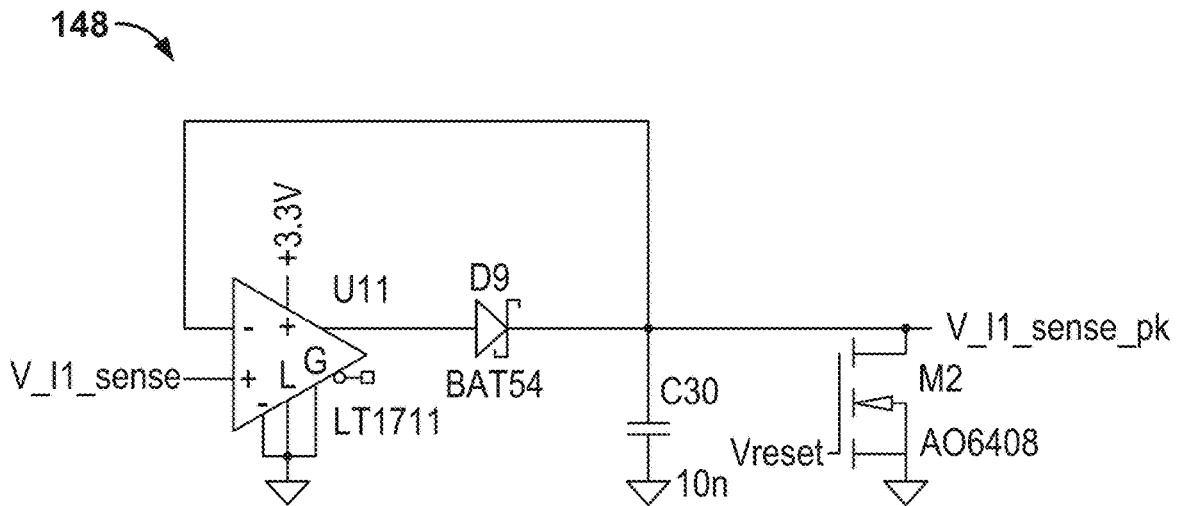 148
+3.3V
U11
D9
-
+
V_I1_sense
+
L
G
-
LT1711
BAT54
C30
10n
V_I1_sense_pk
M2
Vreset
AO6408